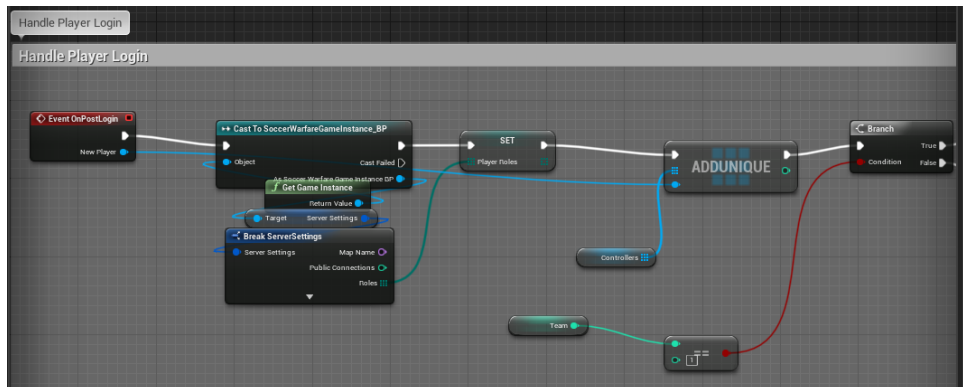 Handle Player Login
Handle Player Login
Event OnPostLogin
New Player
Cast To SoccerWarfareGameInstance_BP
Object
Cast Failed
As Soccer Warfare Game Instance BP
Get Game Instance
Return Value
Target Server Settings
Break ServerSettings
Server Settings Map Name
Public Connections
Roles
SET
Player Roles
ADDUNIQUE
Controllers
Team
1 ==
Branch
True
Condition False